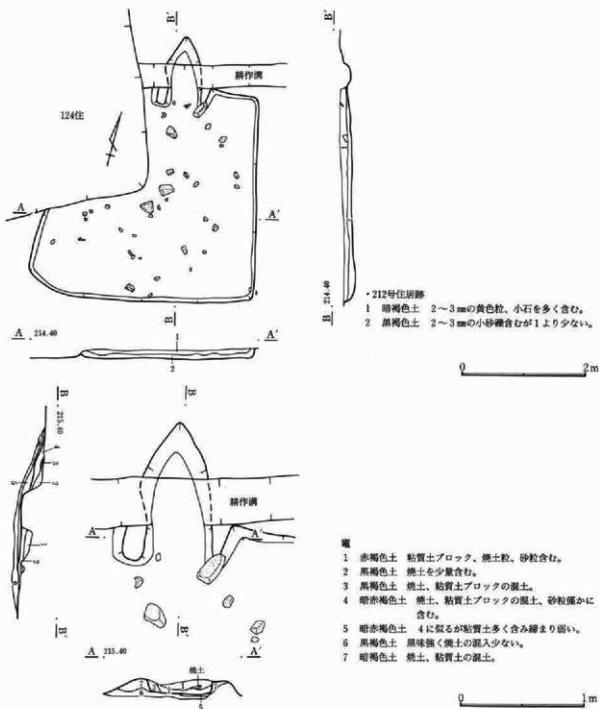 B'
B'
耕作溝
124住
A
A'
B
B
214.40
・212号住居跡
1 暗褐色土 2〜3㎜の黄色粒、小石を多く含む。
2 黒褐色土 2〜3㎜の小砂礫含むが1より少ない。
A 214.40
A'
1
2
0 2m
B
215.40
B'
4
3
5
2
1
2
耕作溝
A
A'
B'
B'
A 215.40
A'
焼土
5
竈
1 赤褐色土 粘質土ブロック、焼土粒、砂粒含む。
2 黒褐色土 焼土を少量含む。
3 黒褐色土 焼土、粘質土ブロックの混土。
4 暗赤褐色土 焼土、粘質土ブロックの混土、砂粒僅かに
含む。
5 暗赤褐色土 4に似るが粘質土多く含み締まり弱い。
6 黒褐色土 黒味強く焼土の混入少ない。
7 暗褐色土 焼土、粘質土の混土。
0 1m